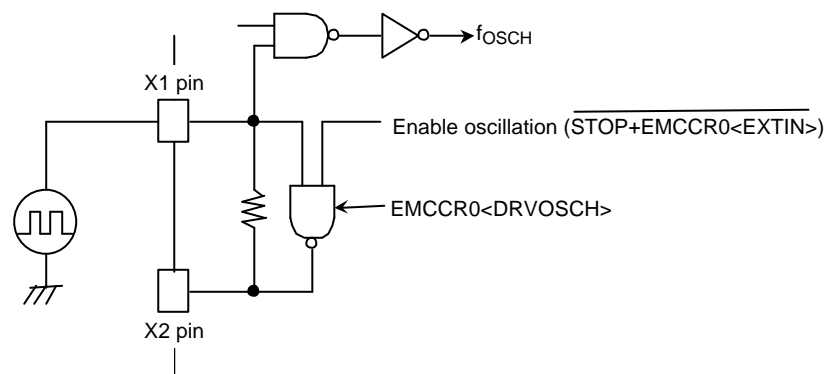 fOSCH
X1 pin
Enable oscillation (STOP+EMCCR0<EXTIN>)
EMCCR0<DRVOSCH>
X2 pin